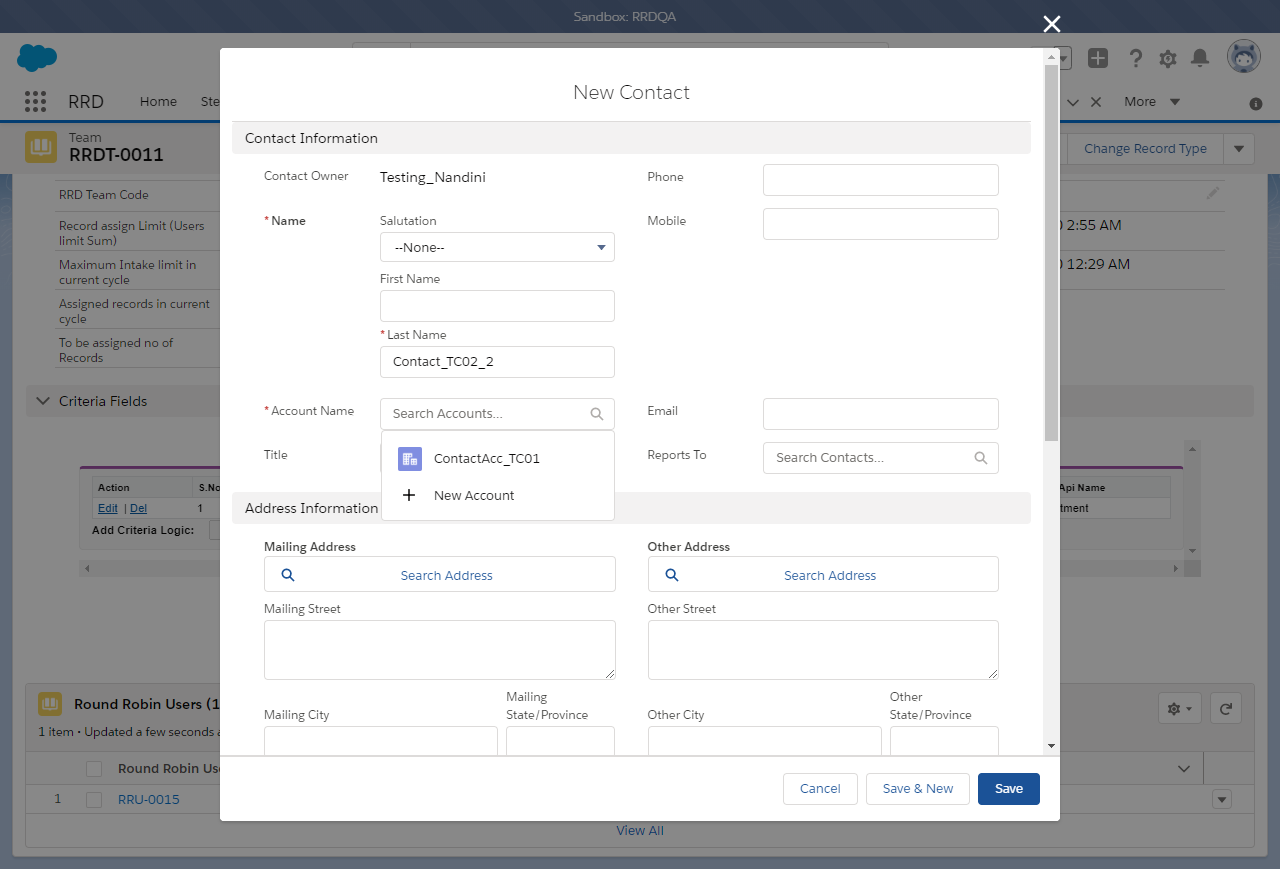 Sandbox: RRDQA
RRD Home Ste More
Team
RRDT-0011
Change Record Type
New Contact
Contact Information
Contact Owner Testing_Nandini
Phone
* Name
Salutation
--None--
Mobile
First Name
* Last Name
Contact_TC02_2
* Account Name
Search Accounts...
Email
ContactAcc_TC01
New Account
Title
Reports To
Search Contacts...
Address Information
Mailing Address
Search Address
Other Address
Search Address
Mailing Street
Other Street
Mailing City
Mailing
State/Province
Other City
Other
State/Province
Cancel
Save & New
Save
RRD Team Code
Record assign Limit (Users
limit Sum)
2:55 AM
Maximum Intake limit in
current cycle
12:29 AM
Assigned records in current
cycle
To be assigned no of
Records
Criteria Fields
Action S.No
Edit | Del 1
Add Criteria Logic:
Api Name
tment
Round Robin Users (1
1 item • Updated a few seconds a
Round Robin Use
1 RRU-0015
View All